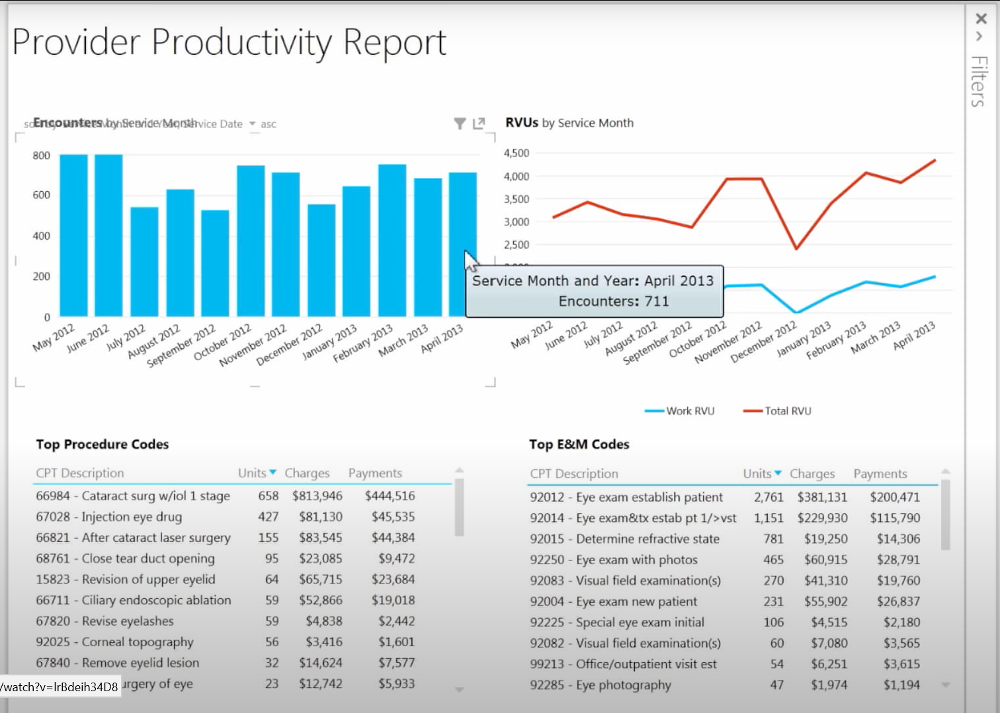 Provider Productivity Report
Filters
Encounters by Service Month
Service Date asc
800
600
400
200
0
May 2012
June 2012
July 2012
August 2012
September 2012
October 2012
November 2012
December 2012
January 2013
February 2013
March 2013
April 2013
RVUs by Service Month
4,500
4,000
3,500
3,000
2,500
Service Month and Year: April 2013
Encounters: 711
May 2012
June 2012
July 2012
August 2012
September 2012
October 2012
November 2012
December 2012
January 2013
February 2013
March 2013
April 2013
Work RVU Total RVU
Top Procedure Codes
CPT Description Units Charges Payments
66984 - Cataract surg w/iol 1 stage 658 $813,946 $444,516
67028 - Injection eye drug 427 $81,130 $45,535
66821 - After cataract laser surgery 155 $83,545 $44,384
68761 - Close tear duct opening 95 $23,085 $9,472
15823 - Revision of upper eyelid 64 $65,715 $23,684
66711 - Ciliary endoscopic ablation 59 $52,866 $19,018
67820 - Revise eyelashes 59 $4,838 $2,442
92025 - Corneal topography 56 $3,416 $1,601
67840 - Remove eyelid lesion 32 $14,624 $7,577
urgery of eye 23 $12,742 $5,933
/watch?v=IrBdeih34D8
Top E&M Codes
CPT Description Units Charges Payments
92012 - Eye exam establish patient 2,761 $381,131 $200,471
92014 - Eye exam&tx estab pt 1/>vst 1,151 $229,930 $115,790
92015 - Determine refractive state 781 $19,250 $14,306
92250 - Eye exam with photos 465 $60,915 $28,791
92083 - Visual field examination(s) 270 $41,310 $19,760
92004 - Eye exam new patient 231 $55,902 $26,837
92225 - Special eye exam initial 106 $4,515 $2,180
92082 - Visual field examination(s) 60 $7,080 $3,565
99213 - Office/outpatient visit est 54 $6,251 $3,615
92285 - Eye photography 47 $1,974 $1,194